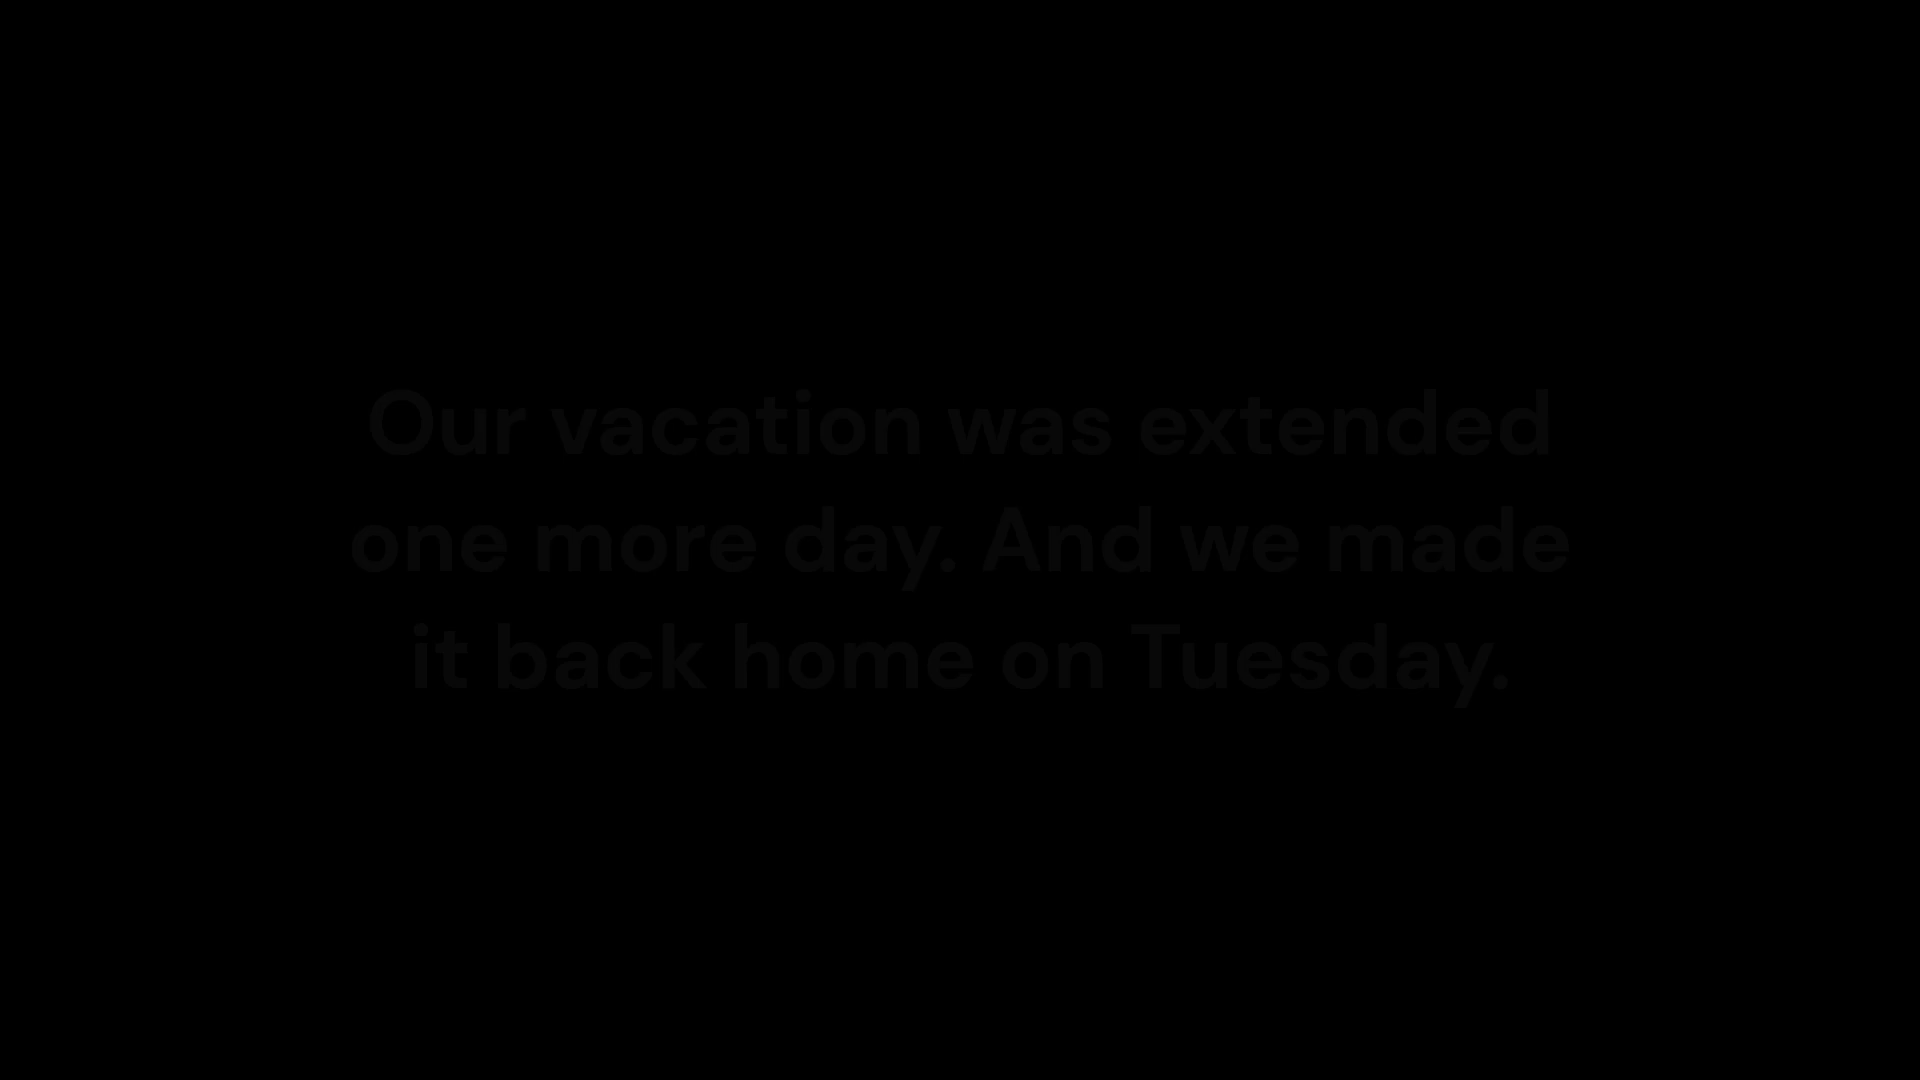 Our vacation was extended
one more day. And we made
it back home on Tuesday.